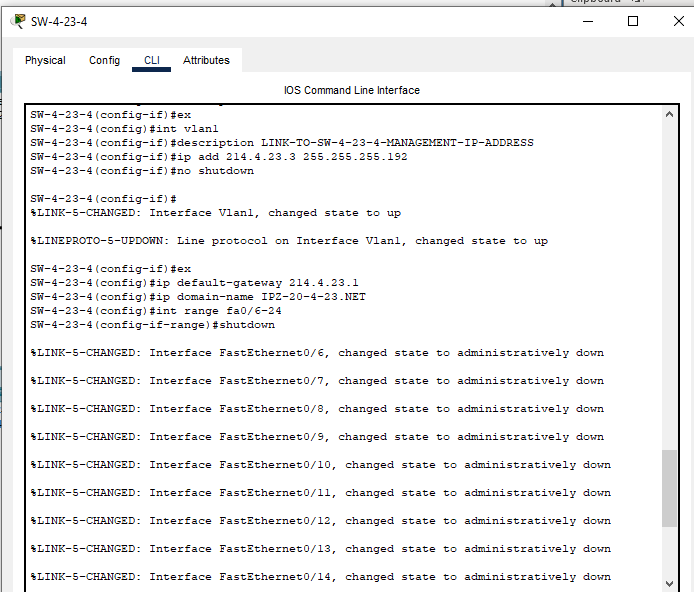 SW-4-23-4
Physical Config CLI Attributes
IOS Command Line Interface
SW-4-23-4(config-if)#ex
SW-4-23-4(config-if)#int vlan1
SW-4-23-4(config-if)#description LINK-TO-SW-4-23-4-MANAGEMENT-IP-ADDRESS
SW-4-23-4(config-if)#ip add 214.4.23.3 255.255.255.192
SW-4-23-4(config-if)#no shutdown
SW-4-23-4(config-if)#
%LINK-5-CHANGED: Interface Vlan1, changed state to up
%LINEPROTO-5-UPDOWN: Line protocol on Interface Vlan1, changed state to up
SW-4-23-4(config-if)#ex
SW-4-23-4(config)#ip default-gateway 214.4.23.1
SW-4-23-4(config)#ip domain-name IPZ-20-4-23.NET
SW-4-23-4(config)#int range fa0/6-24
SW-4-23-4(config-if-range)#shutdown
%LINK-5-CHANGED: Interface FastEthernet0/6, changed state to administratively down
%LINK-5-CHANGED: Interface FastEthernet0/7, changed state to administratively down
%LINK-5-CHANGED: Interface FastEthernet0/8, changed state to administratively down
%LINK-5-CHANGED: Interface FastEthernet0/9, changed state to administratively down
%LINK-5-CHANGED: Interface FastEthernet0/10, changed state to administratively down
%LINK-5-CHANGED: Interface FastEthernet0/11, changed state to administratively down
%LINK-5-CHANGED: Interface FastEthernet0/12, changed state to administratively down
%LINK-5-CHANGED: Interface FastEthernet0/13, changed state to administratively down
%LINK-5-CHANGED: Interface FastEthernet0/14, changed state to administratively down